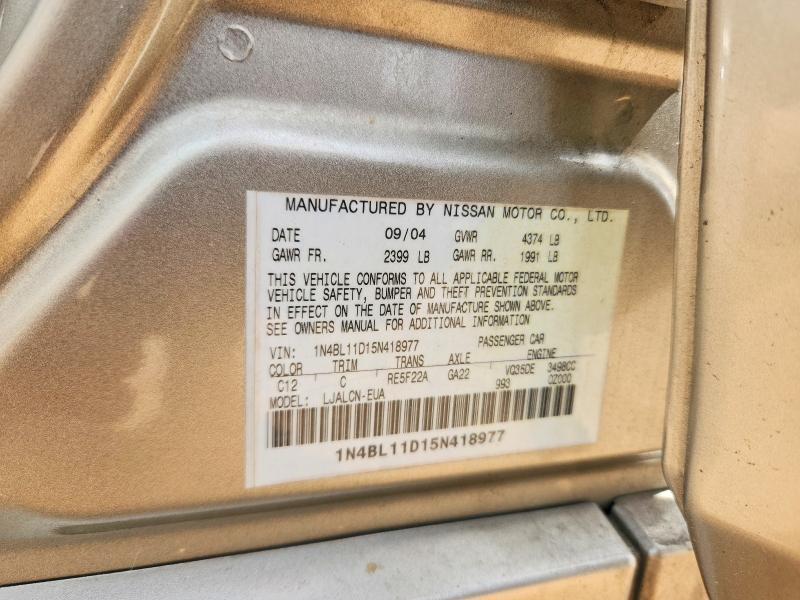 MANUFACTURED BY NISSAN MOTOR CO., LTD.
DATE 09/04 GVWR 4374 LB
GAWR FR. 2399 LB GAWR RR. 1991 LB
THIS VEHICLE CONFORMS TO ALL APPLICABLE FEDERAL MOTOR
VEHICLE SAFETY, BUMPER AND THEFT PREVENTION STANDARDS
IN EFFECT ON THE DATE OF MANUFACTURE SHOWN ABOVE.
SEE OWNERS MANUAL FOR ADDITIONAL INFORMATION
VIN: 1N4BL11D15N418977 PASSENGER CAR
COLOR TRIM TRANS AXLE ENGINE
C12 C RE5F22A GA22 VQ35DE 3498CC
MODEL: LJALCN-EUA 993 OZ000
1N4BL11D15N418977